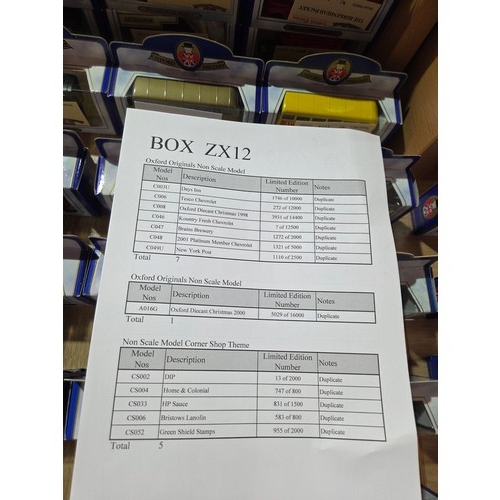 BOX ZX12
Oxford Originals Non Scale Model
Model Nos Description Limited Edition Number Notes
C003U Days Inn 1746 of 10000 Duplicate
C006 Tesco Chevrolet 272 of 12000 Duplicate
C008 Oxford Diecast Christmas 1998 3931 of 14400 Duplicate
C046 Kountry Fresh Chevrolet 7 of 12500 Duplicate
C047 Brains Brewery 1272 of 2000 Duplicate
C048 2001 Platinum Member Chevrolet 1321 of 5000 Duplicate
C049U New York Post 1110 of 2500 Duplicate
Total 7
Oxford Originals Non Scale Model
Model Nos Description Limited Edition Number Notes
A016G Oxford Diecast Christmas 2000 5029 of 16000 Duplicate
Total 1
Non Scale Model Corner Shop Theme
Model Nos Description Limited Edition Number Notes
CS002 DIP 13 of 2000 Duplicate
CS004 Home & Colonial 747 of 800 Duplicate
CS033 HP Sauce 831 of 1500 Duplicate
CS006 Bristows Lanolin 583 of 800 Duplicate
CS052 Green Shield Stamps 955 of 2000 Duplicate
Total 5